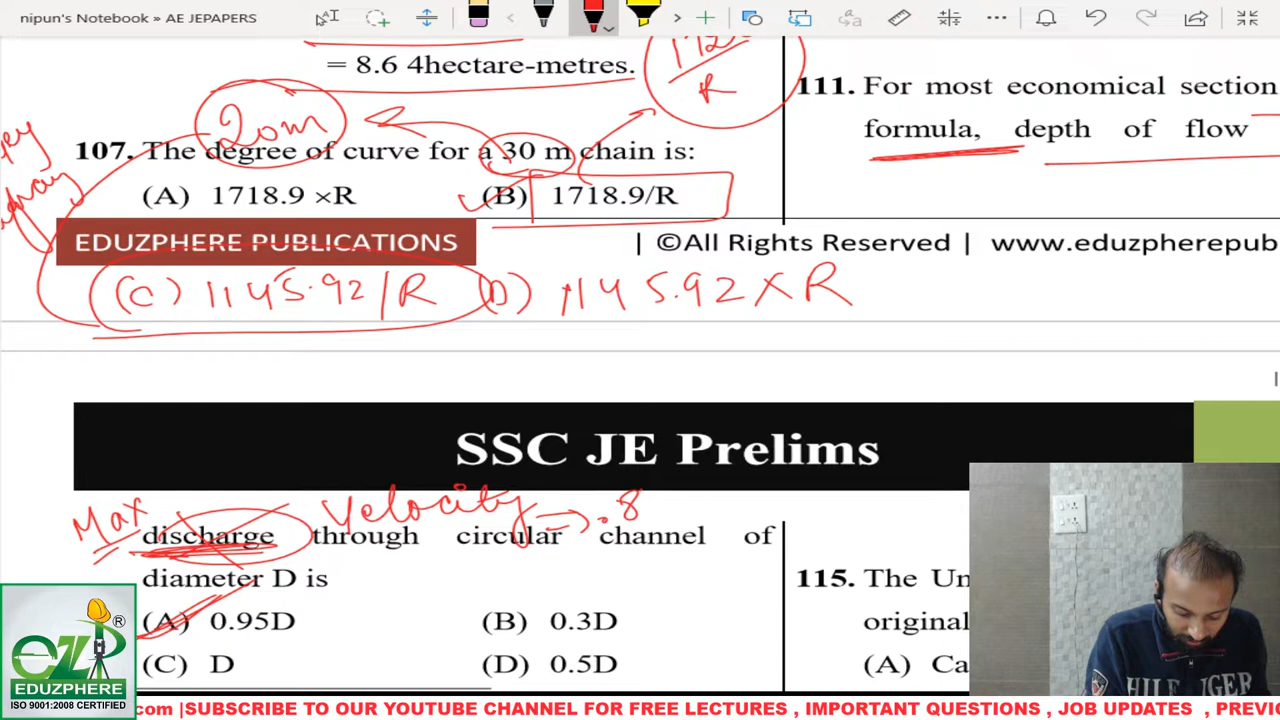 nipun's Notebook » AE JEPAPERS
= 8.6 4hectare-metres.
R
20m
107. The degree of curve for a 30 m chain is:
(A) 1718.9 ×R (B) 1718.9/R
111. For most economical section
formula, depth of flow
EDUZPHERE PUBLICATIONS | ©All Rights Reserved | www.eduzpherepub
(C) 1145.92/R (D) 1145.92 x R
SSC JE Prelims
Max Velocity → .8
discharge through circular channel of
diameter D is
(A) 0.95D (B) 0.3D
(C) D (D) 0.5D
115. The Un
original
(A) Ca
EZ ®
EDUZPHERE
ISO 9001:2008 CERTIFIED
HILFIGER
.com |SUBSCRIBE TO OUR YOUTUBE CHANNEL FOR FREE LECTURES , IMPORTANT QUESTIONS , JOB UPDATES , PREVIO